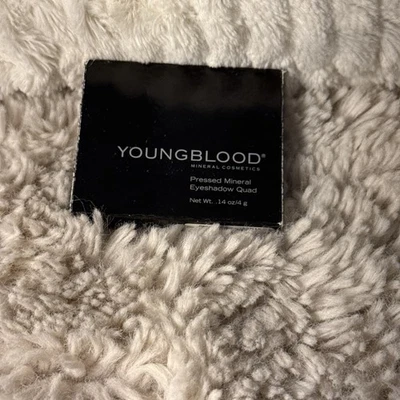 YOUNGBLOOD®
MINERAL COSMETICS
Pressed Mineral
Eyeshadow Quad
Net Wt. .14 oz/4 g